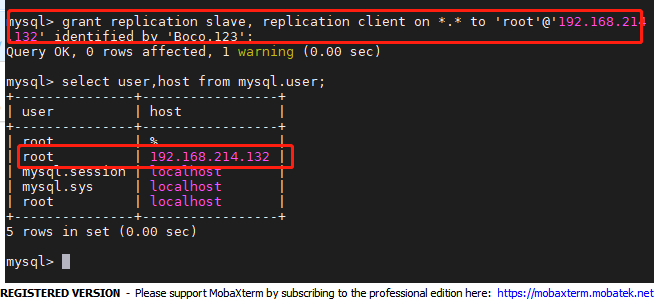 mysql> grant replication slave, replication client on *.* to 'root'@'192.168.214
.132' identified by 'Boco.123';
Query OK, 0 rows affected, 1 warning (0.00 sec)
mysql> select user,host from mysql.user;
+---------------+-----------------+
| user | host |
+---------------+-----------------+
| root | % |
| root | 192.168.214.132 |
| mysql.session | localhost |
| mysql.sys | localhost |
| root | localhost |
+---------------+-----------------+
5 rows in set (0.00 sec)
mysql>
REGISTERED VERSION - Please support MobaXterm by subscribing to the professional edition here: https://mobaxterm.mobatek.net